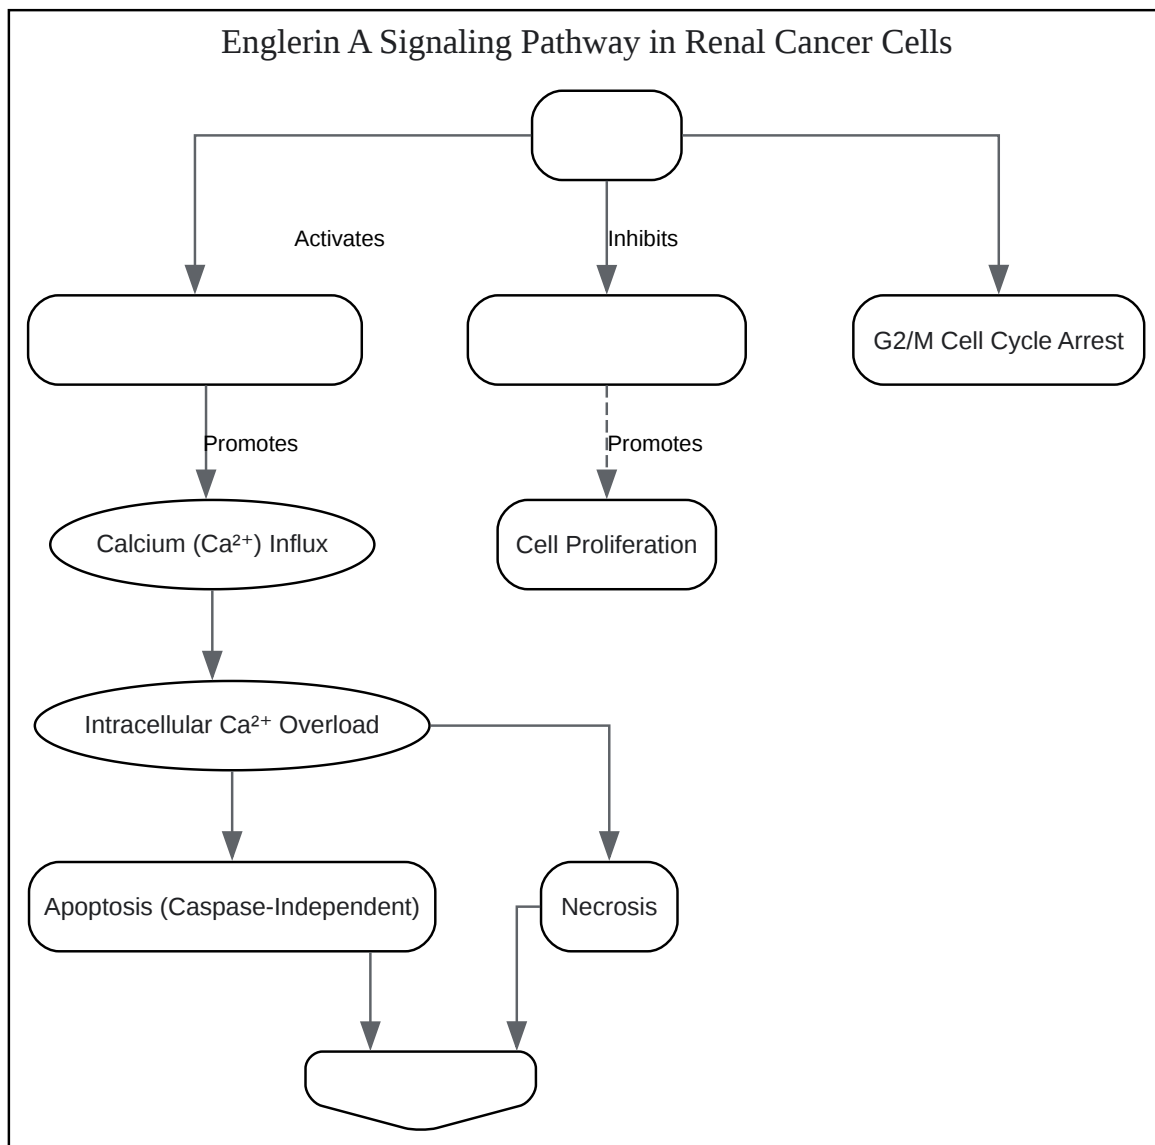 Englerin A Signaling Pathway in Renal Cancer Cells
Activates
Inhibits
G2/M Cell Cycle Arrest
Promotes
Promotes
Calcium (Ca²⁺) Influx
Cell Proliferation
Intracellular Ca²⁺ Overload
Apoptosis (Caspase-Independent)
Necrosis